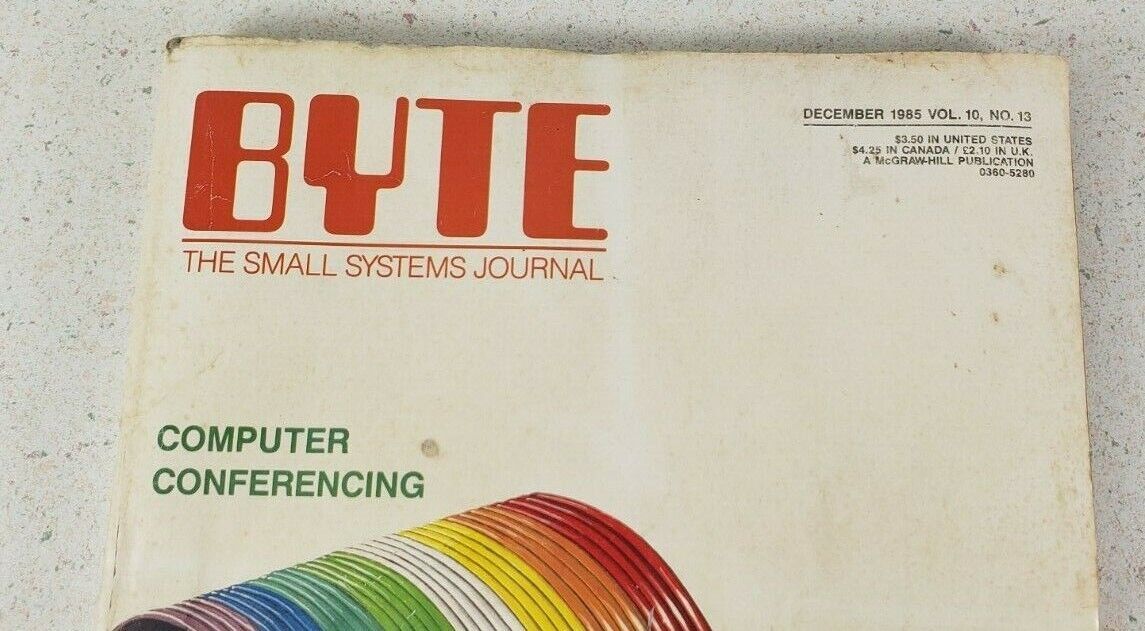 BYTE
THE SMALL SYSTEMS JOURNAL
DECEMBER 1985 VOL. 10, NO. 13
$3.50 IN UNITED STATES
$4.25 IN CANADA / £2.10 IN U.K.
A McGRAW-HILL PUBLICATION
0360-5280
COMPUTER
CONFERENCING